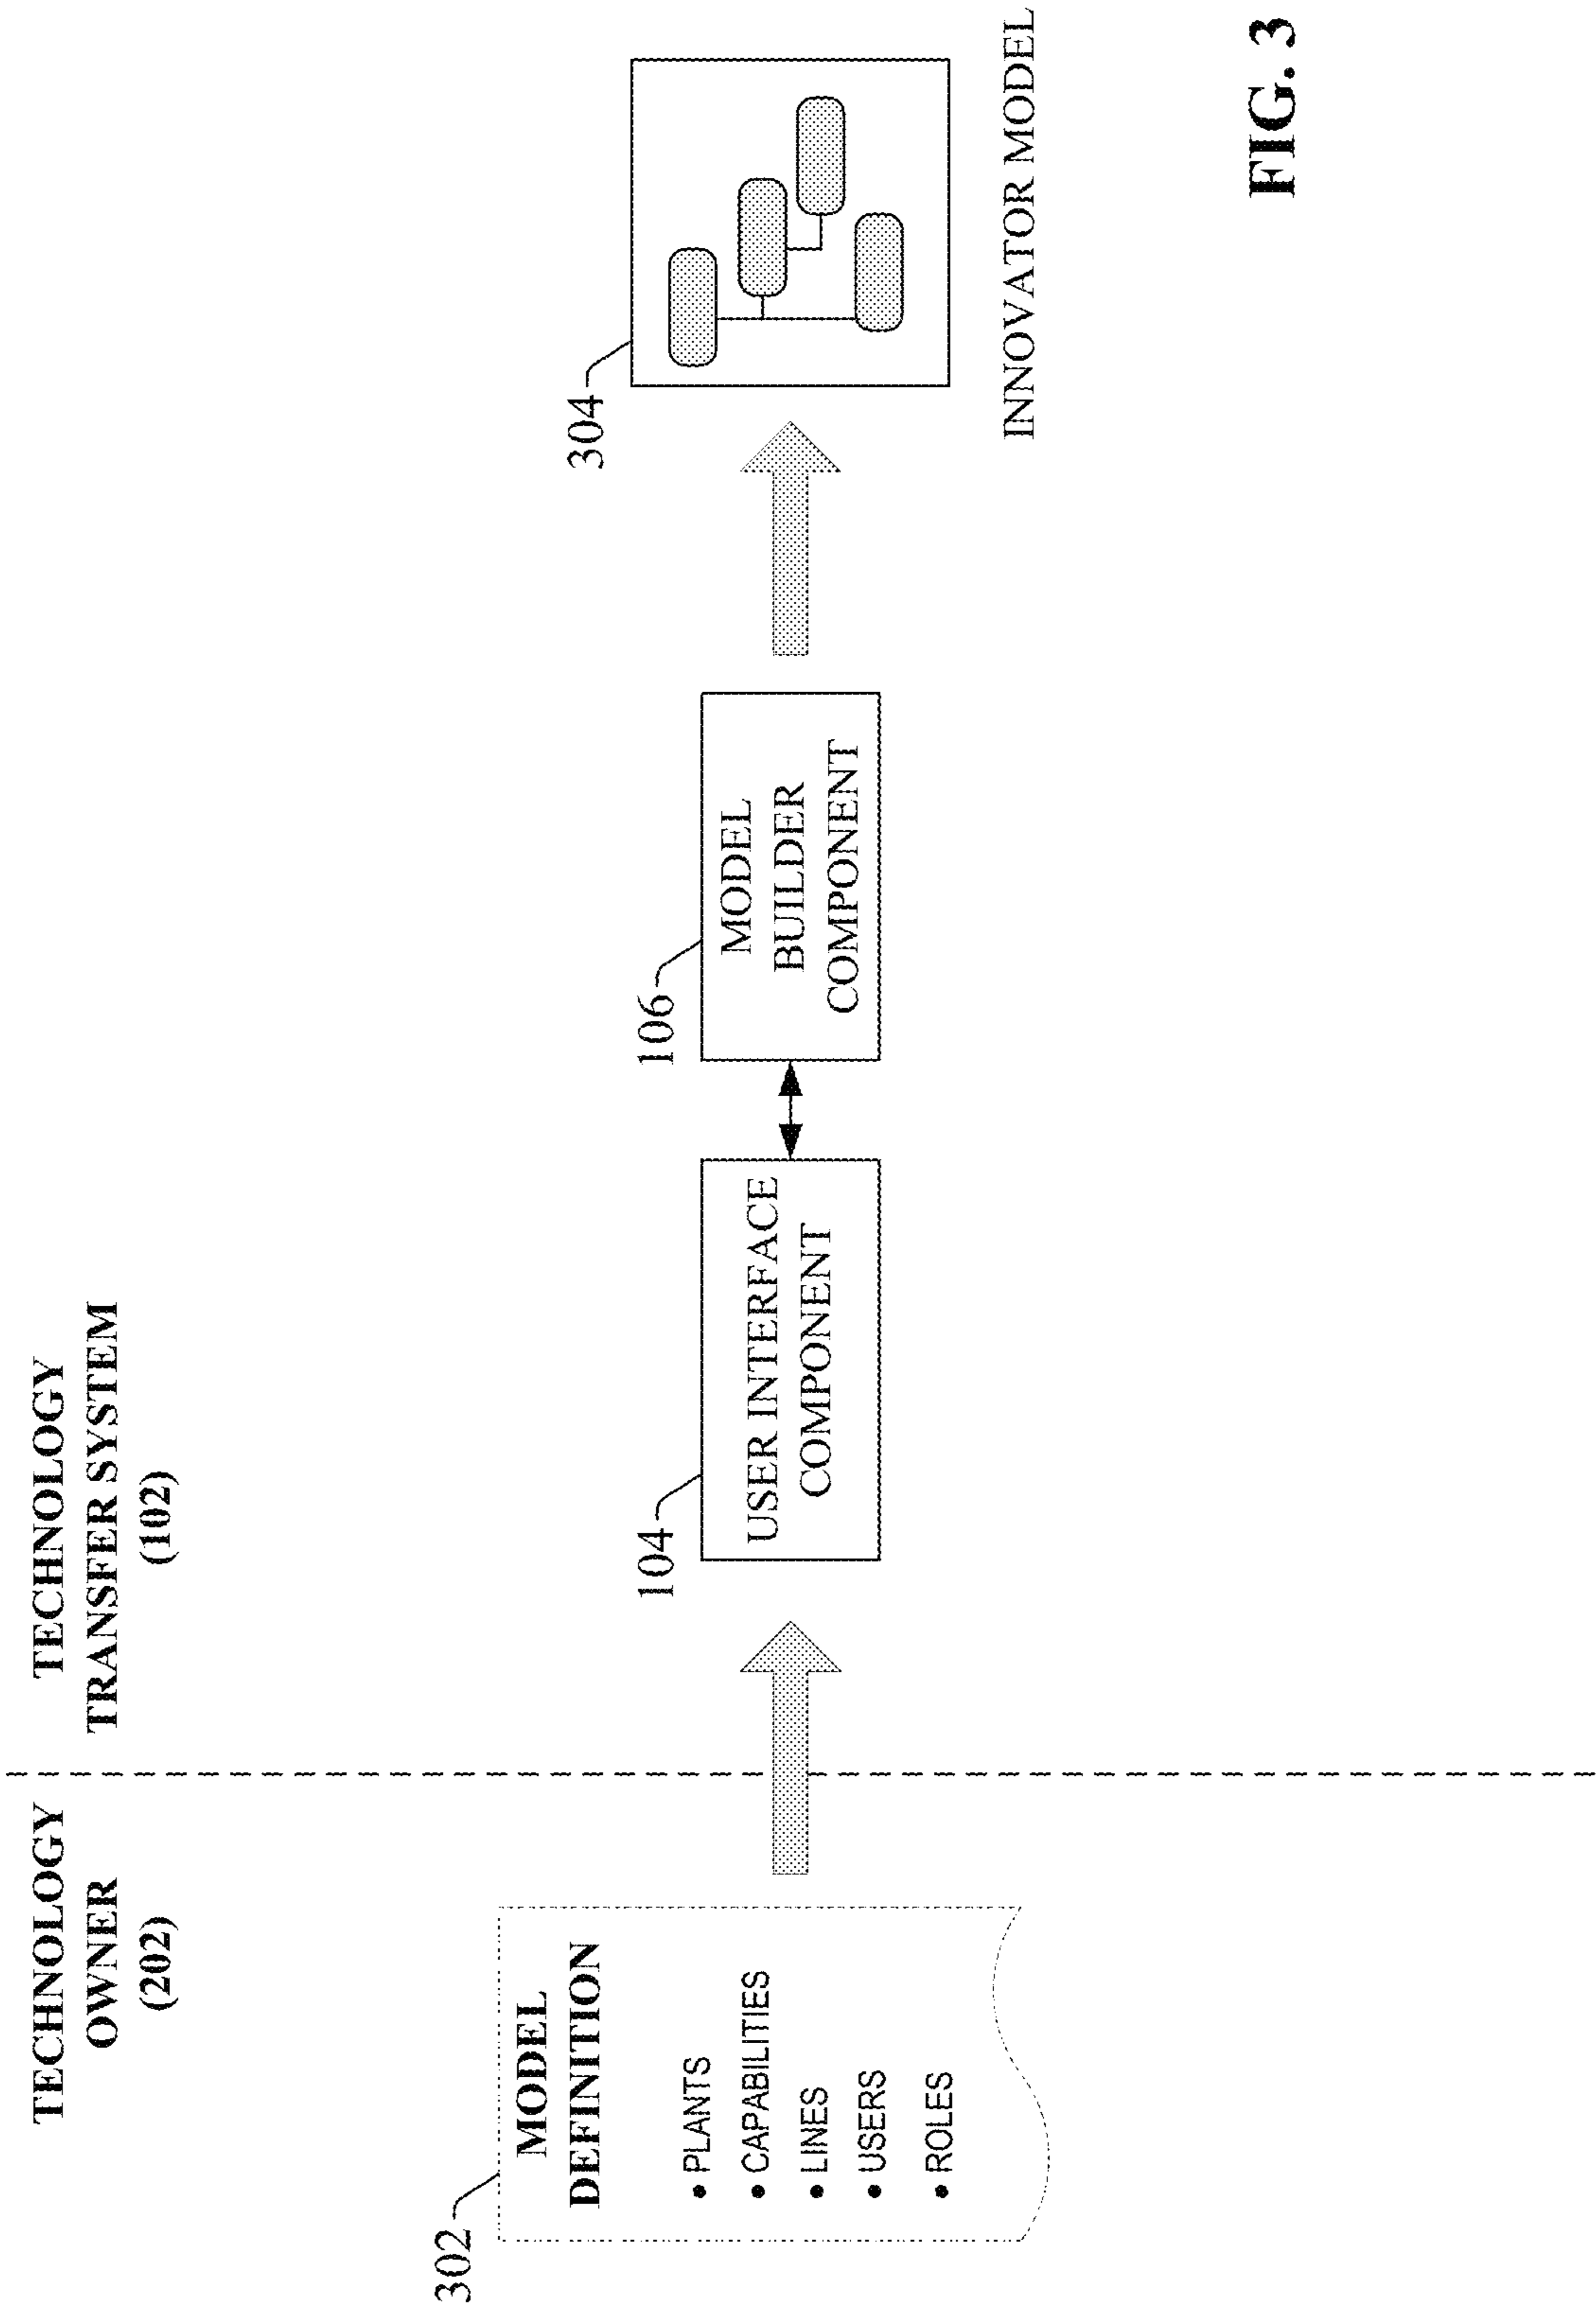 TECHNOLOGY
OWNER
(202)
TECHNOLOGY
TRANSFER SYSTEM
(102)
302
MODEL
DEFINITION
• PLANTS
• CAPABILITIES
• LINES
• USERS
• ROLES
104
USER INTERFACE
COMPONENT
106
MODEL
BUILDER
COMPONENT
304
INNOVATOR MODEL
FIG. 3